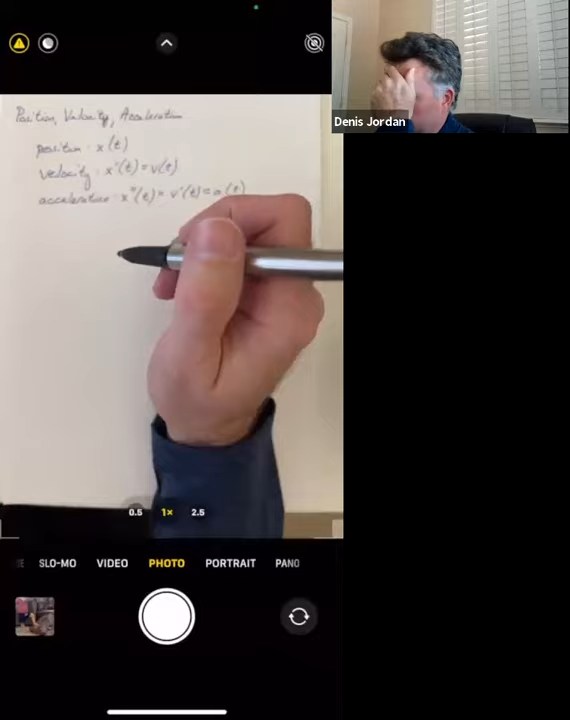 Denis Jordan
Position, Velocity, Acceleration
position : x(t)
velocity : x'(t) = v(t)
acceleration : x''(t) = v'(t) = a(t)
0.5 1× 2.5
SLO-MO VIDEO PHOTO PORTRAIT PANO